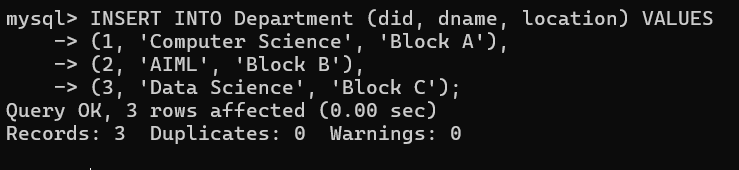 mysql> INSERT INTO Department (did, dname, location) VALUES
    -> (1, 'Computer Science', 'Block A'),
    -> (2, 'AIML', 'Block B'),
    -> (3, 'Data Science', 'Block C');
Query OK, 3 rows affected (0.00 sec)
Records: 3  Duplicates: 0  Warnings: 0